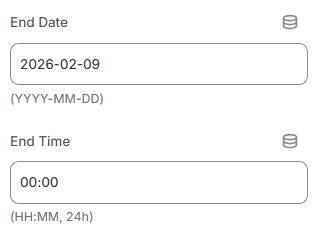 End Date
2026-02-09
(YYYY-MM-DD)
End Time
00:00
(HH:MM, 24h)